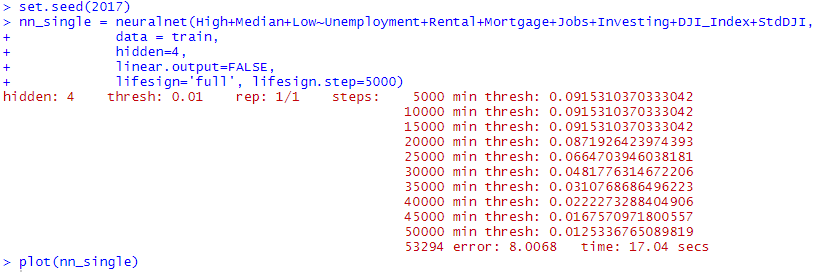 > set.seed(2017)
> nn_single = neuralnet(High+Median+Low~Unemployment+Rental+Mortgage+Jobs+Investing+DJI_Index+StdDJI,
+ data = train,
+ hidden=4,
+ linear.output=FALSE,
+ lifesign='full', lifesign.step=5000)
hidden: 4 thresh: 0.01 rep: 1/1 steps: 5000 min thresh: 0.0915310370333042
10000 min thresh: 0.0915310370333042
15000 min thresh: 0.0915310370333042
20000 min thresh: 0.0871926423974393
25000 min thresh: 0.0664703946038181
30000 min thresh: 0.0481776314672206
35000 min thresh: 0.0310768686496223
40000 min thresh: 0.0222273288404906
45000 min thresh: 0.0167570971800557
50000 min thresh: 0.0125336765089819
53294 error: 8.0068 time: 17.04 secs
> plot(nn_single)